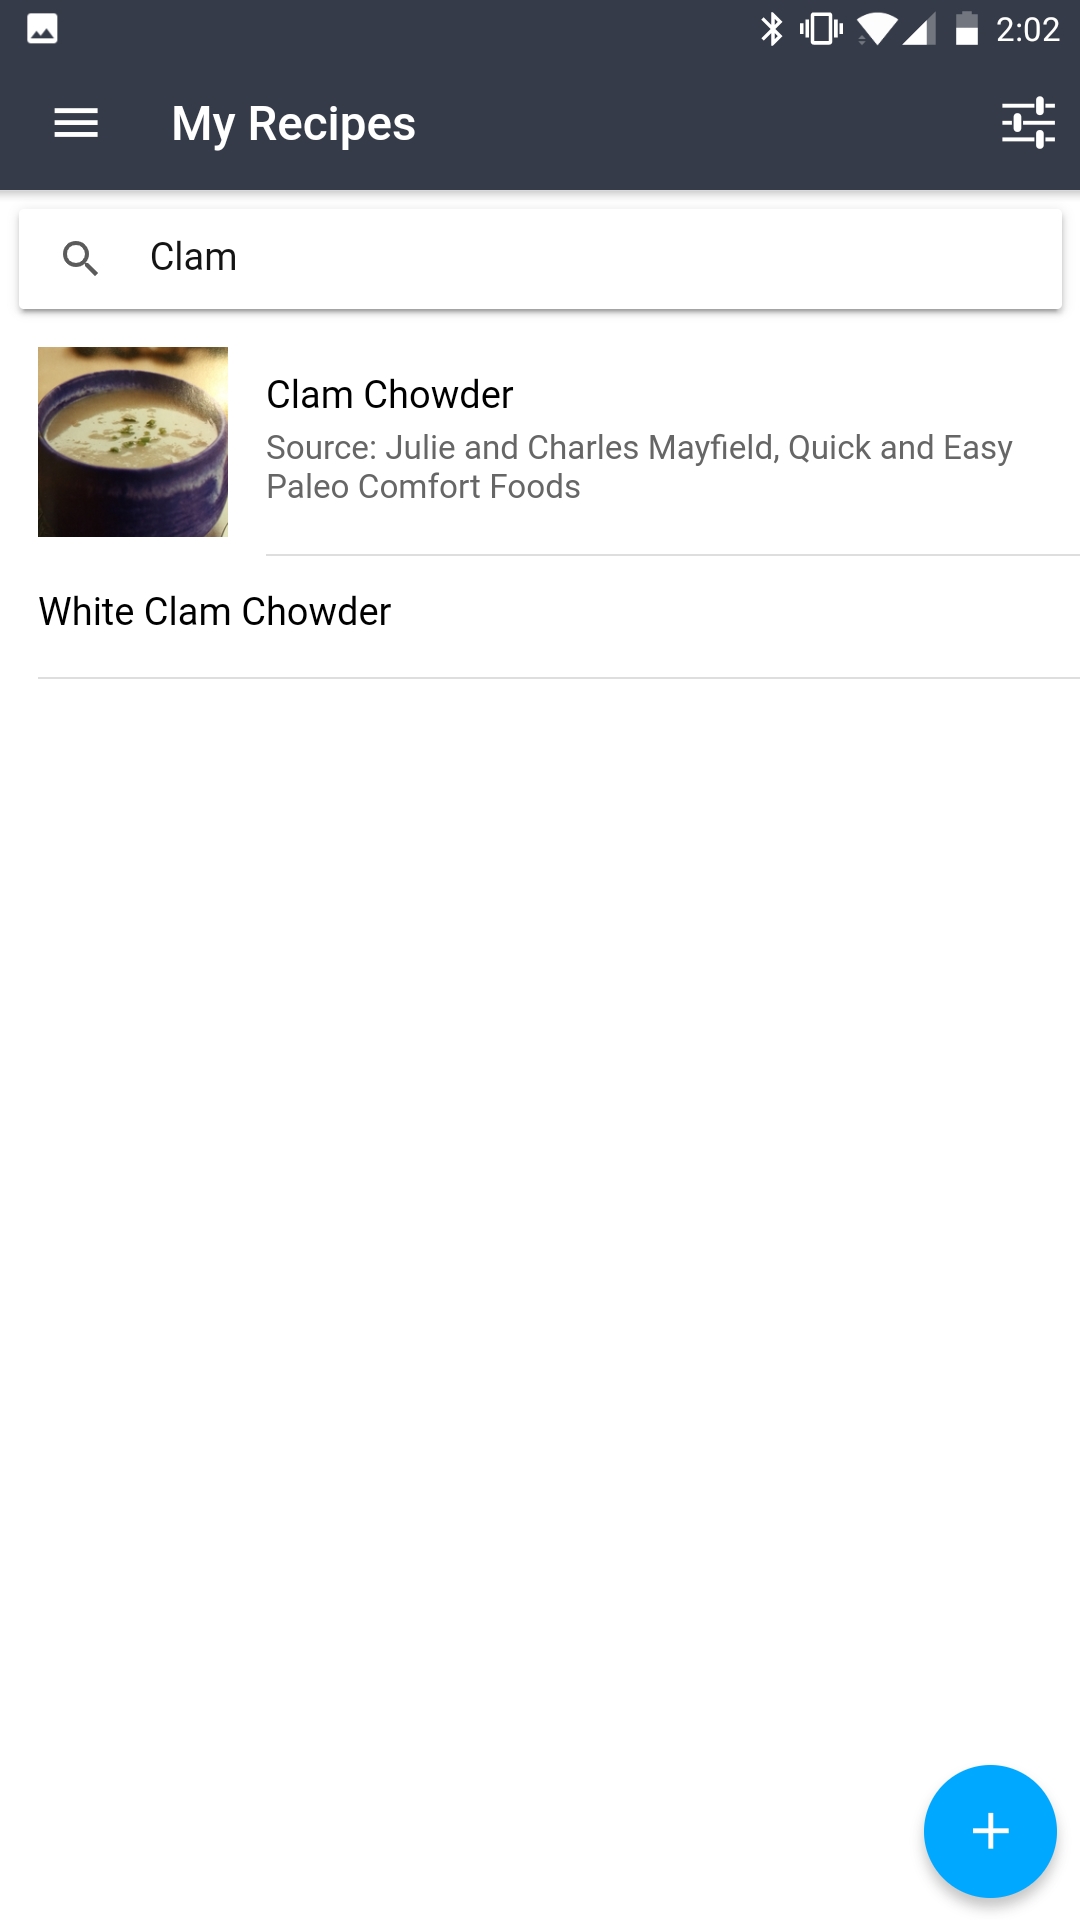 2:02
My Recipes
Clam
Clam Chowder
Source: Julie and Charles Mayfield, Quick and Easy
Paleo Comfort Foods
White Clam Chowder